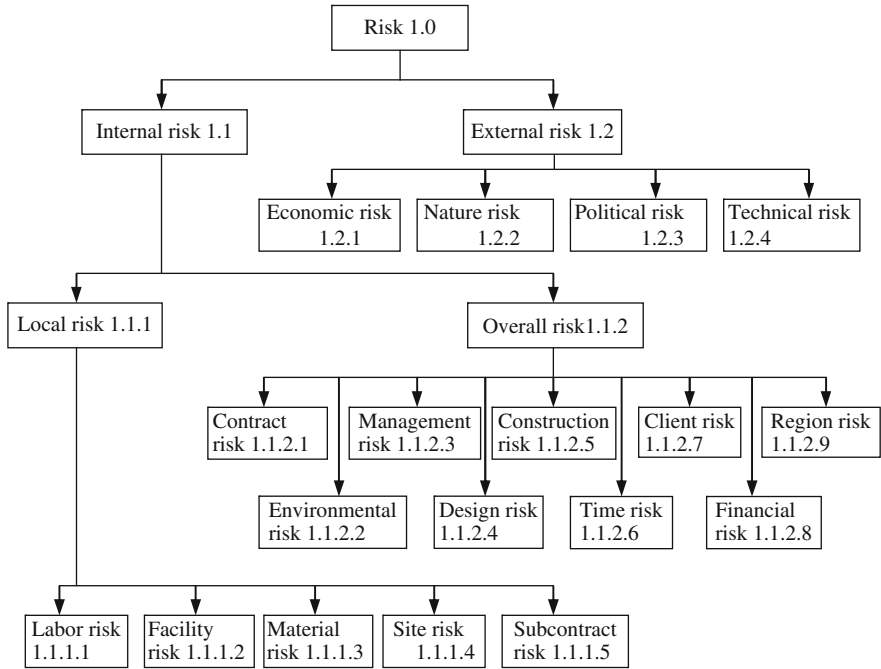 Risk 1.0
Internal risk 1.1
External risk 1.2
Economic risk
1.2.1
Nature risk
1.2.2
Political risk
1.2.3
Technical risk
1.2.4
Local risk 1.1.1
Overall risk1.1.2
Contract
risk 1.1.2.1
Management
risk 1.1.2.3
Construction
risk 1.1.2.5
Client risk
1.1.2.7
Region risk
1.1.2.9
Environmental
risk 1.1.2.2
Design risk
1.1.2.4
Time risk
1.1.2.6
Financial
risk 1.1.2.8
Labor risk
1.1.1.1
Facility
risk 1.1.1.2
Material
risk 1.1.1.3
Site risk
1.1.1.4
Subcontract
risk 1.1.1.5